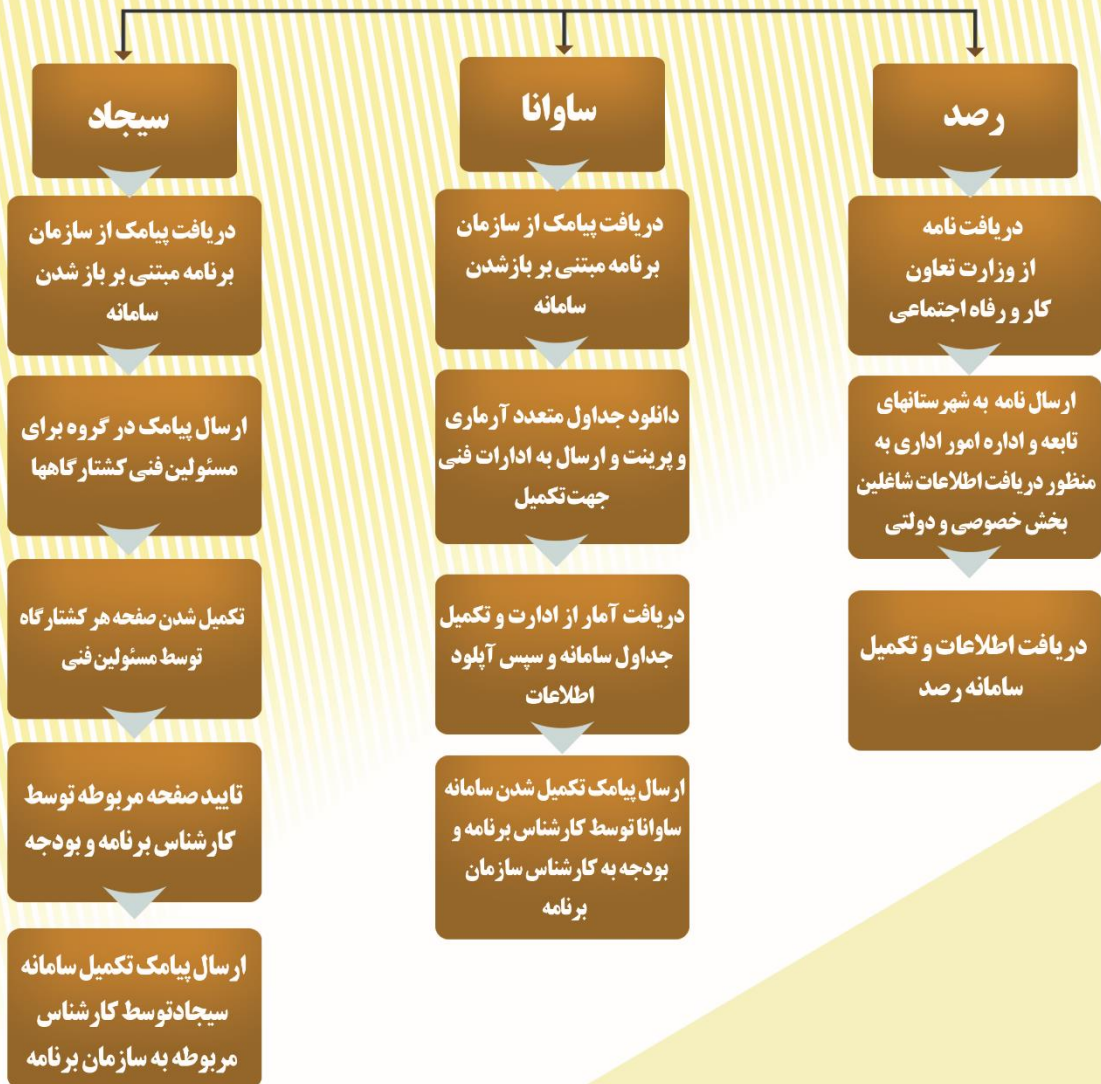 رصد
دریافت نامه
از وزارت تعاون
کار و رفاه اجتماعی
ارسال نامه به شهرستانهای
تابعه و اداره امور اداری به
منظور دریافت اطلاعات شاغلین
بخش خصوصی و دولتی
دریافت اطلاعات و تکمیل
سامانه رصد
ساوانا
دریافت پیامک از سازمان
برنامه مبتنی بر بازشدن
سامانه
دانلود جداول متعدد آرماری
و پرینت و ارسال به ادارات فنی
جهت تکمیل
دریافت آمار از ادارت و تکمیل
جداول سامانه و سپس آپلود
اطلاعات
ارسال پیامک تکمیل شدن سامانه
ساوانا توسط کارشناس برنامه و
بودجه به کارشناس سازمان
برنامه
سیجاد
دریافت پیامک از سازمان
برنامه مبتنی بر باز شدن
سامانه
ارسال پیامک در گروه برای
مسئولین فنی کشتارگاهها
تکمیل شدن صفحه هر کشتارگاه
توسط مسئولین فنی
تایید صفحه مربوطه توسط
کارشناس برنامه و بودجه
ارسال پیامک تکمیل سامانه
سیجادتوسط کارشناس
مربوطه به سازمان برنامه